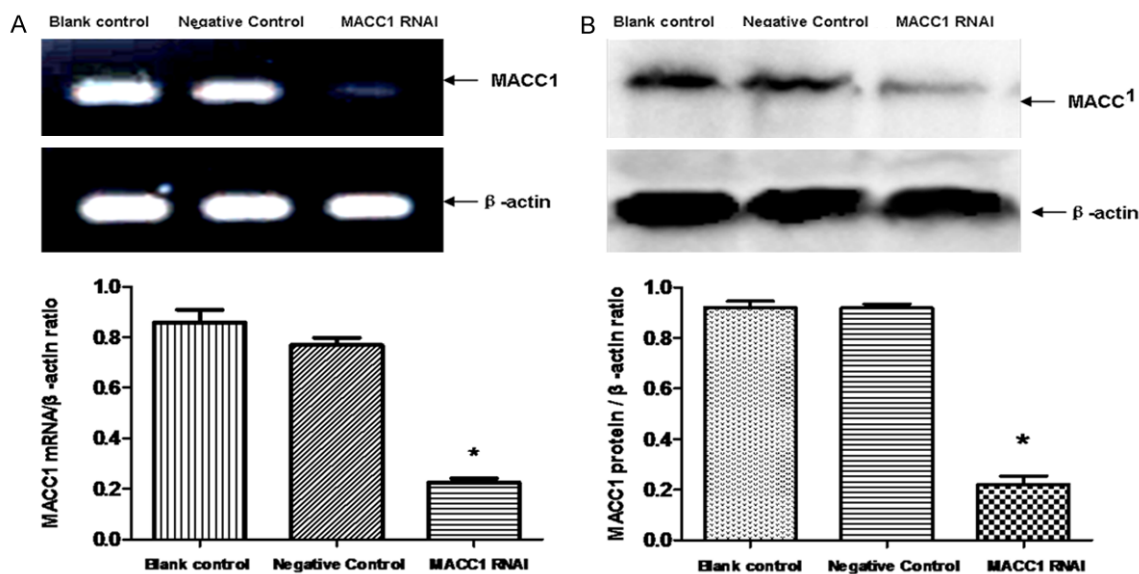 A
Blank control Negative Control MACC1 RNAI
MACC1
β -actin
MACC1 mRNA/β -actin ratio
1.0
0.8
0.6
0.4
0.2
0.0
*
Blank control Negative Control MACC1 RNAI
B
Blank control Negative Control MACC1 RNAI
MACC1
β -actin
MACC1 protein / β -actin ratio
1.0
0.8
0.6
0.4
0.2
0.0
*
Blank control Negative Control MACC1 RNAI